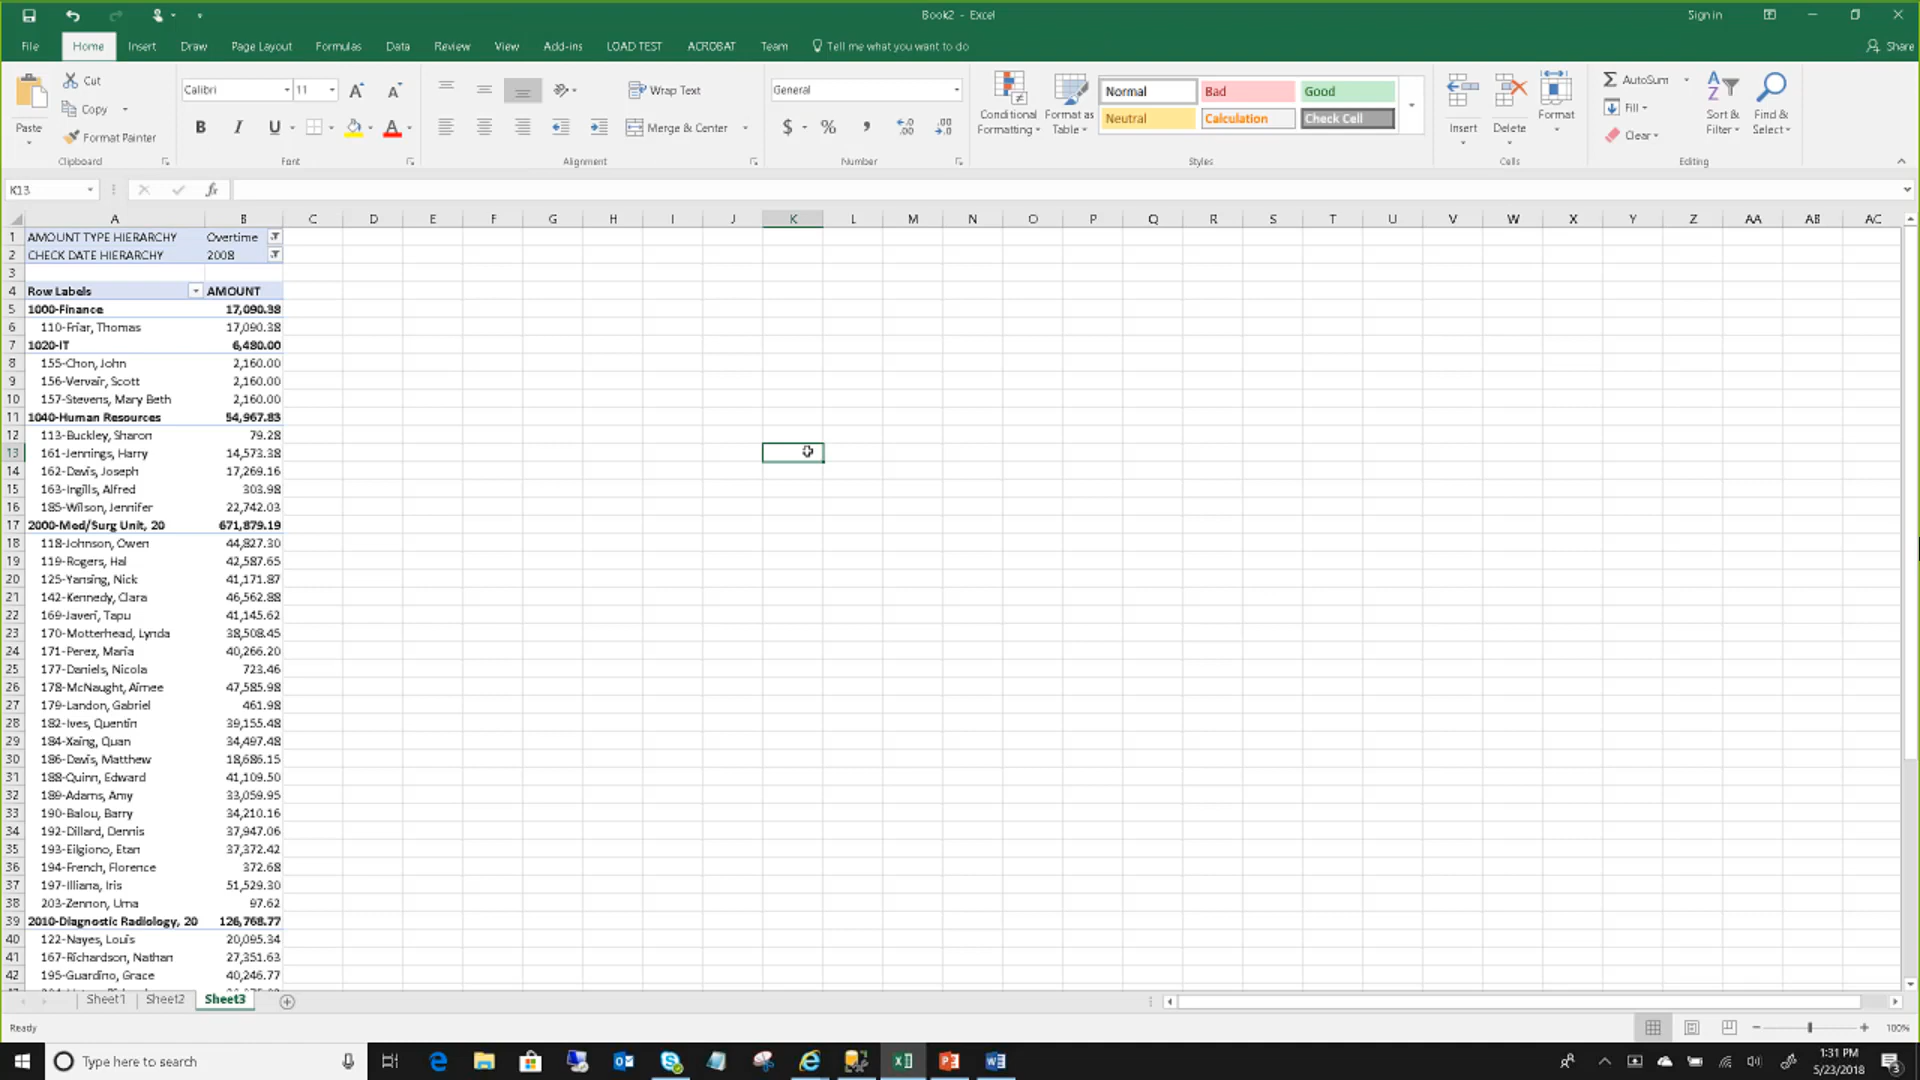 Book2 - Excel
Sign in
File Home Insert Draw Page Layout Formulas Data Review View Add-ins LOAD TEST ACROBAT Team Tell me what you want to do Share
Paste Cut Copy Format Painter Clipboard
Calibri 11 B I U A Font
Wrap Text Merge & Center Alignment
General $ % Number
Conditional Formatting Format as Table Normal Bad Good Neutral Calculation Check Cell Styles
Insert Delete Format Cells
AutoSum Fill Clear Sort & Filter Find & Select Editing
K13 fx
A B C D E F G H I J K L M N O P Q R S T U V W X Y Z AA AB AC
1 AMOUNT TYPE HIERARCHY Overtime
2 CHECK DATE HIERARCHY 2008
3
4 Row Labels AMOUNT
5 1000-Finance 17,090.38
6 110-Friar, Thomas 17,090.38
7 1020-IT 6,480.00
8 155-Chon, John 2,160.00
9 156-Vervair, Scott 2,160.00
10 157-Stevens, Mary Beth 2,160.00
11 1040-Human Resources 54,967.83
12 113-Buckley, Sharon 79.28
13 161-Jennings, Harry 14,573.38
14 162-Davis, Joseph 17,269.16
15 163-Ingills, Alfred 303.98
16 185-Wilson, Jennifer 22,742.03
17 2000-Med/Surg Unit, 20 671,879.19
18 118-Johnson, Owen 44,827.30
19 119-Rogers, Hal 42,587.65
20 125-Yansing, Nick 41,171.87
21 142-Kennedy, Clara 46,562.88
22 169-Javeri, Tapu 41,145.62
23 170-Motterhead, Lynda 38,508.45
24 171-Perez, Maria 40,266.20
25 177-Daniels, Nicola 723.46
26 178-McNaught, Aimee 47,585.98
27 179-Landon, Gabriel 461.98
28 182-Ives, Quentin 39,155.48
29 184-Xaing, Quan 34,497.48
30 186-Davis, Matthew 18,686.15
31 188-Quinn, Edward 41,109.50
32 189-Adams, Amy 33,059.95
33 190-Balou, Barry 34,210.16
34 192-Dillard, Dennis 37,947.06
35 193-Eilgiono, Etan 37,372.42
36 194-French, Florence 372.68
37 197-Illiana, Iris 51,529.30
38 203-Zennon, Uma 97.62
39 2010-Diagnostic Radiology, 20 126,768.77
40 122-Nayes, Louis 20,095.34
41 167-Richardson, Nathan 27,351.63
42 195-Guardino, Grace 40,246.77
Sheet1 Sheet2 Sheet3
Ready 100%
Type here to search
1:31 PM
5/23/2018
3